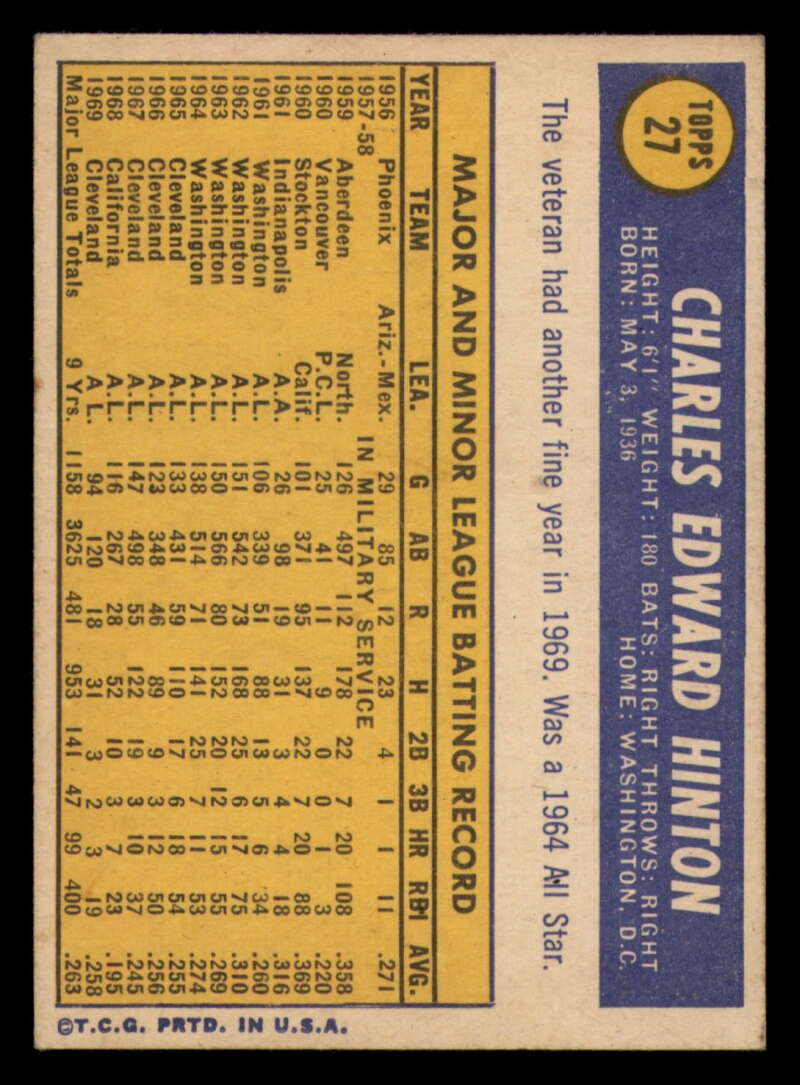 TOPPS
27
CHARLES EDWARD HINTON
HEIGHT: 6'1" WEIGHT: 180 BATS: RIGHT THROWS: RIGHT
BORN: MAY 3, 1936 HOME: WASHINGTON, D.C.
The veteran had another fine year in 1969. Was a 1964 All Star.
MAJOR AND MINOR LEAGUE BATTING RECORD
YEAR TEAM LEA. G AB R H 2B 3B HR RBI AVG.
1956 Phoenix Ariz.-Mex. 29 85 12 23 4 1 1 11 .271
1957-58 IN MILITARY SERVICE
1959 Aberdeen North. 126 497 112 178 22 7 20 108 .358
1960 Vancouver P.C.L. 25 41 11 9 0 0 1 3 .220
1960 Stockton Calif. 101 371 95 137 22 7 20 88 .369
1961 Indianapolis A.A. 26 98 19 31 3 4 4 18 .316
1961 Washington A.L. 106 339 51 88 13 5 6 34 .260
1962 Washington A.L. 151 542 73 168 25 6 17 75 .310
1963 Washington A.L. 150 566 80 152 20 12 15 55 .269
1964 Washington A.L. 138 514 71 141 25 7 11 53 .274
1965 Cleveland A.L. 133 431 59 110 17 6 18 54 .255
1966 Cleveland A.L. 123 348 46 89 9 3 12 50 .256
1967 Cleveland A.L. 147 498 55 122 19 3 10 37 .245
1968 California A.L. 116 267 28 52 10 3 7 23 .195
1969 Cleveland A.L. 94 120 18 31 3 2 3 19 .258
Major League Totals 9 Yrs. 1158 3625 481 953 141 47 99 400 .263
©T.C.G. PRTD. IN U.S.A.